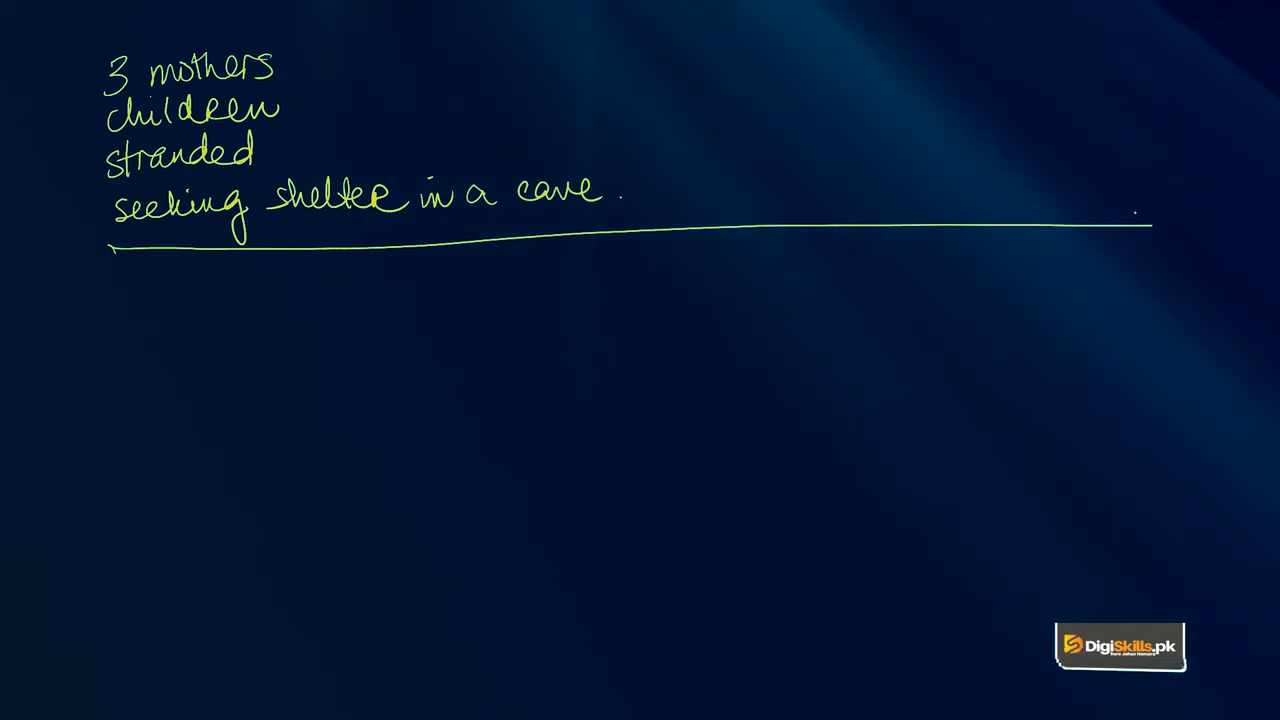 3 mothers
children
stranded
seeking shelter in a cave.
DigiSkills.pk